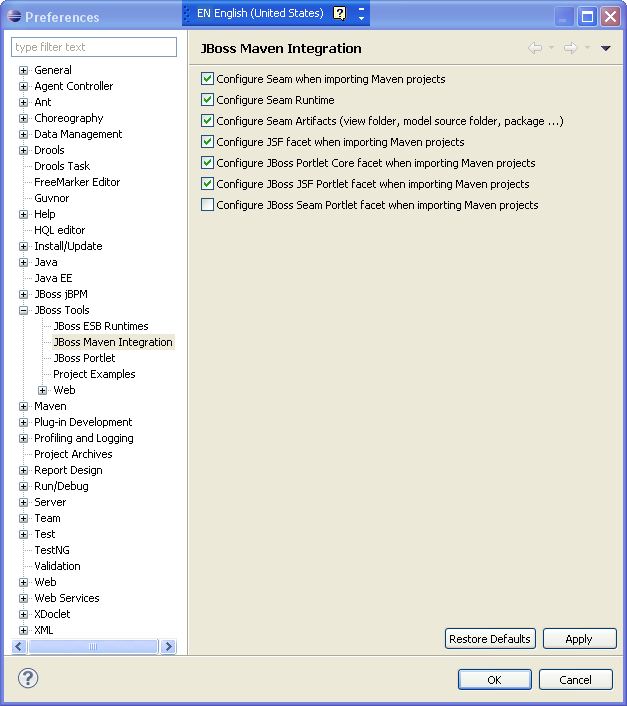 Preferences
EN English (United States)
type filter text
General
Agent Controller
Ant
Choreography
Data Management
Drools
Drools Task
FreeMarker Editor
Guvnor
Help
HQL editor
Install/Update
Java
Java EE
JBoss jBPM
JBoss Tools
JBoss ESB Runtimes
JBoss Maven Integration
JBoss Portlet
Project Examples
Web
Maven
Plug-in Development
Profiling and Logging
Project Archives
Report Design
Run/Debug
Server
Team
Test
TestNG
Validation
Web
Web Services
XDoclet
XML
JBoss Maven Integration
Configure Seam when importing Maven projects
Configure Seam Runtime
Configure Seam Artifacts (view folder, model source folder, package ...)
Configure JSF facet when importing Maven projects
Configure JBoss Portlet Core facet when importing Maven projects
Configure JBoss JSF Portlet facet when importing Maven projects
Configure JBoss Seam Portlet facet when importing Maven projects
Restore Defaults
Apply
OK
Cancel